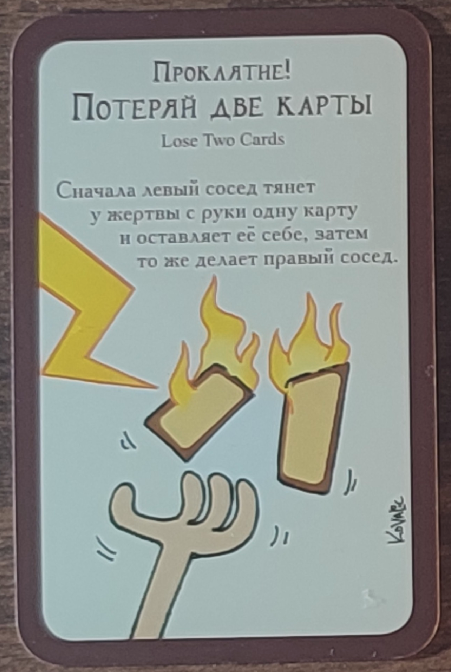 Проклятие!
Потеряй две карты
Lose Two Cards
Сначала левый сосед тянет
у жертвы с руки одну карту
и оставляет её себе, затем
то же делает правый сосед.
Kovalic